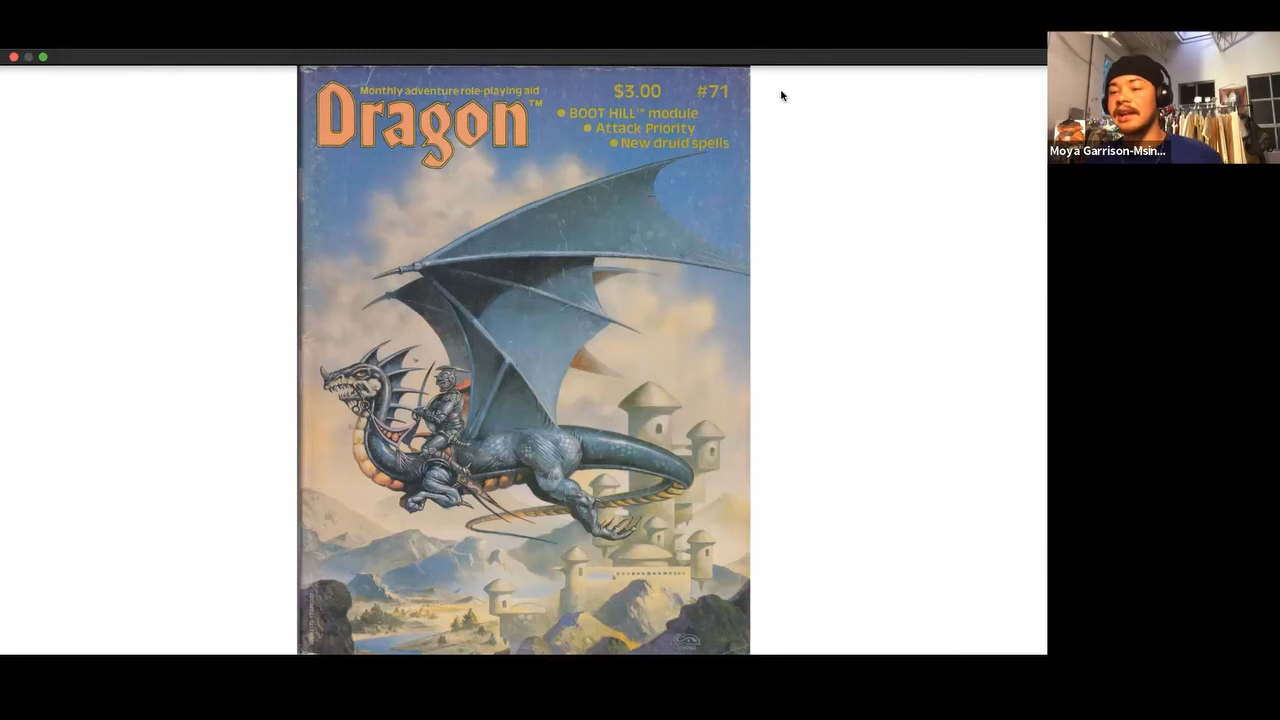 Monthly adventure role-playing aid
Dragon™
$3.00 #71
• BOOT HILL™ module
• Attack Priority
• New druid spells
Moya Garrison-Msin...